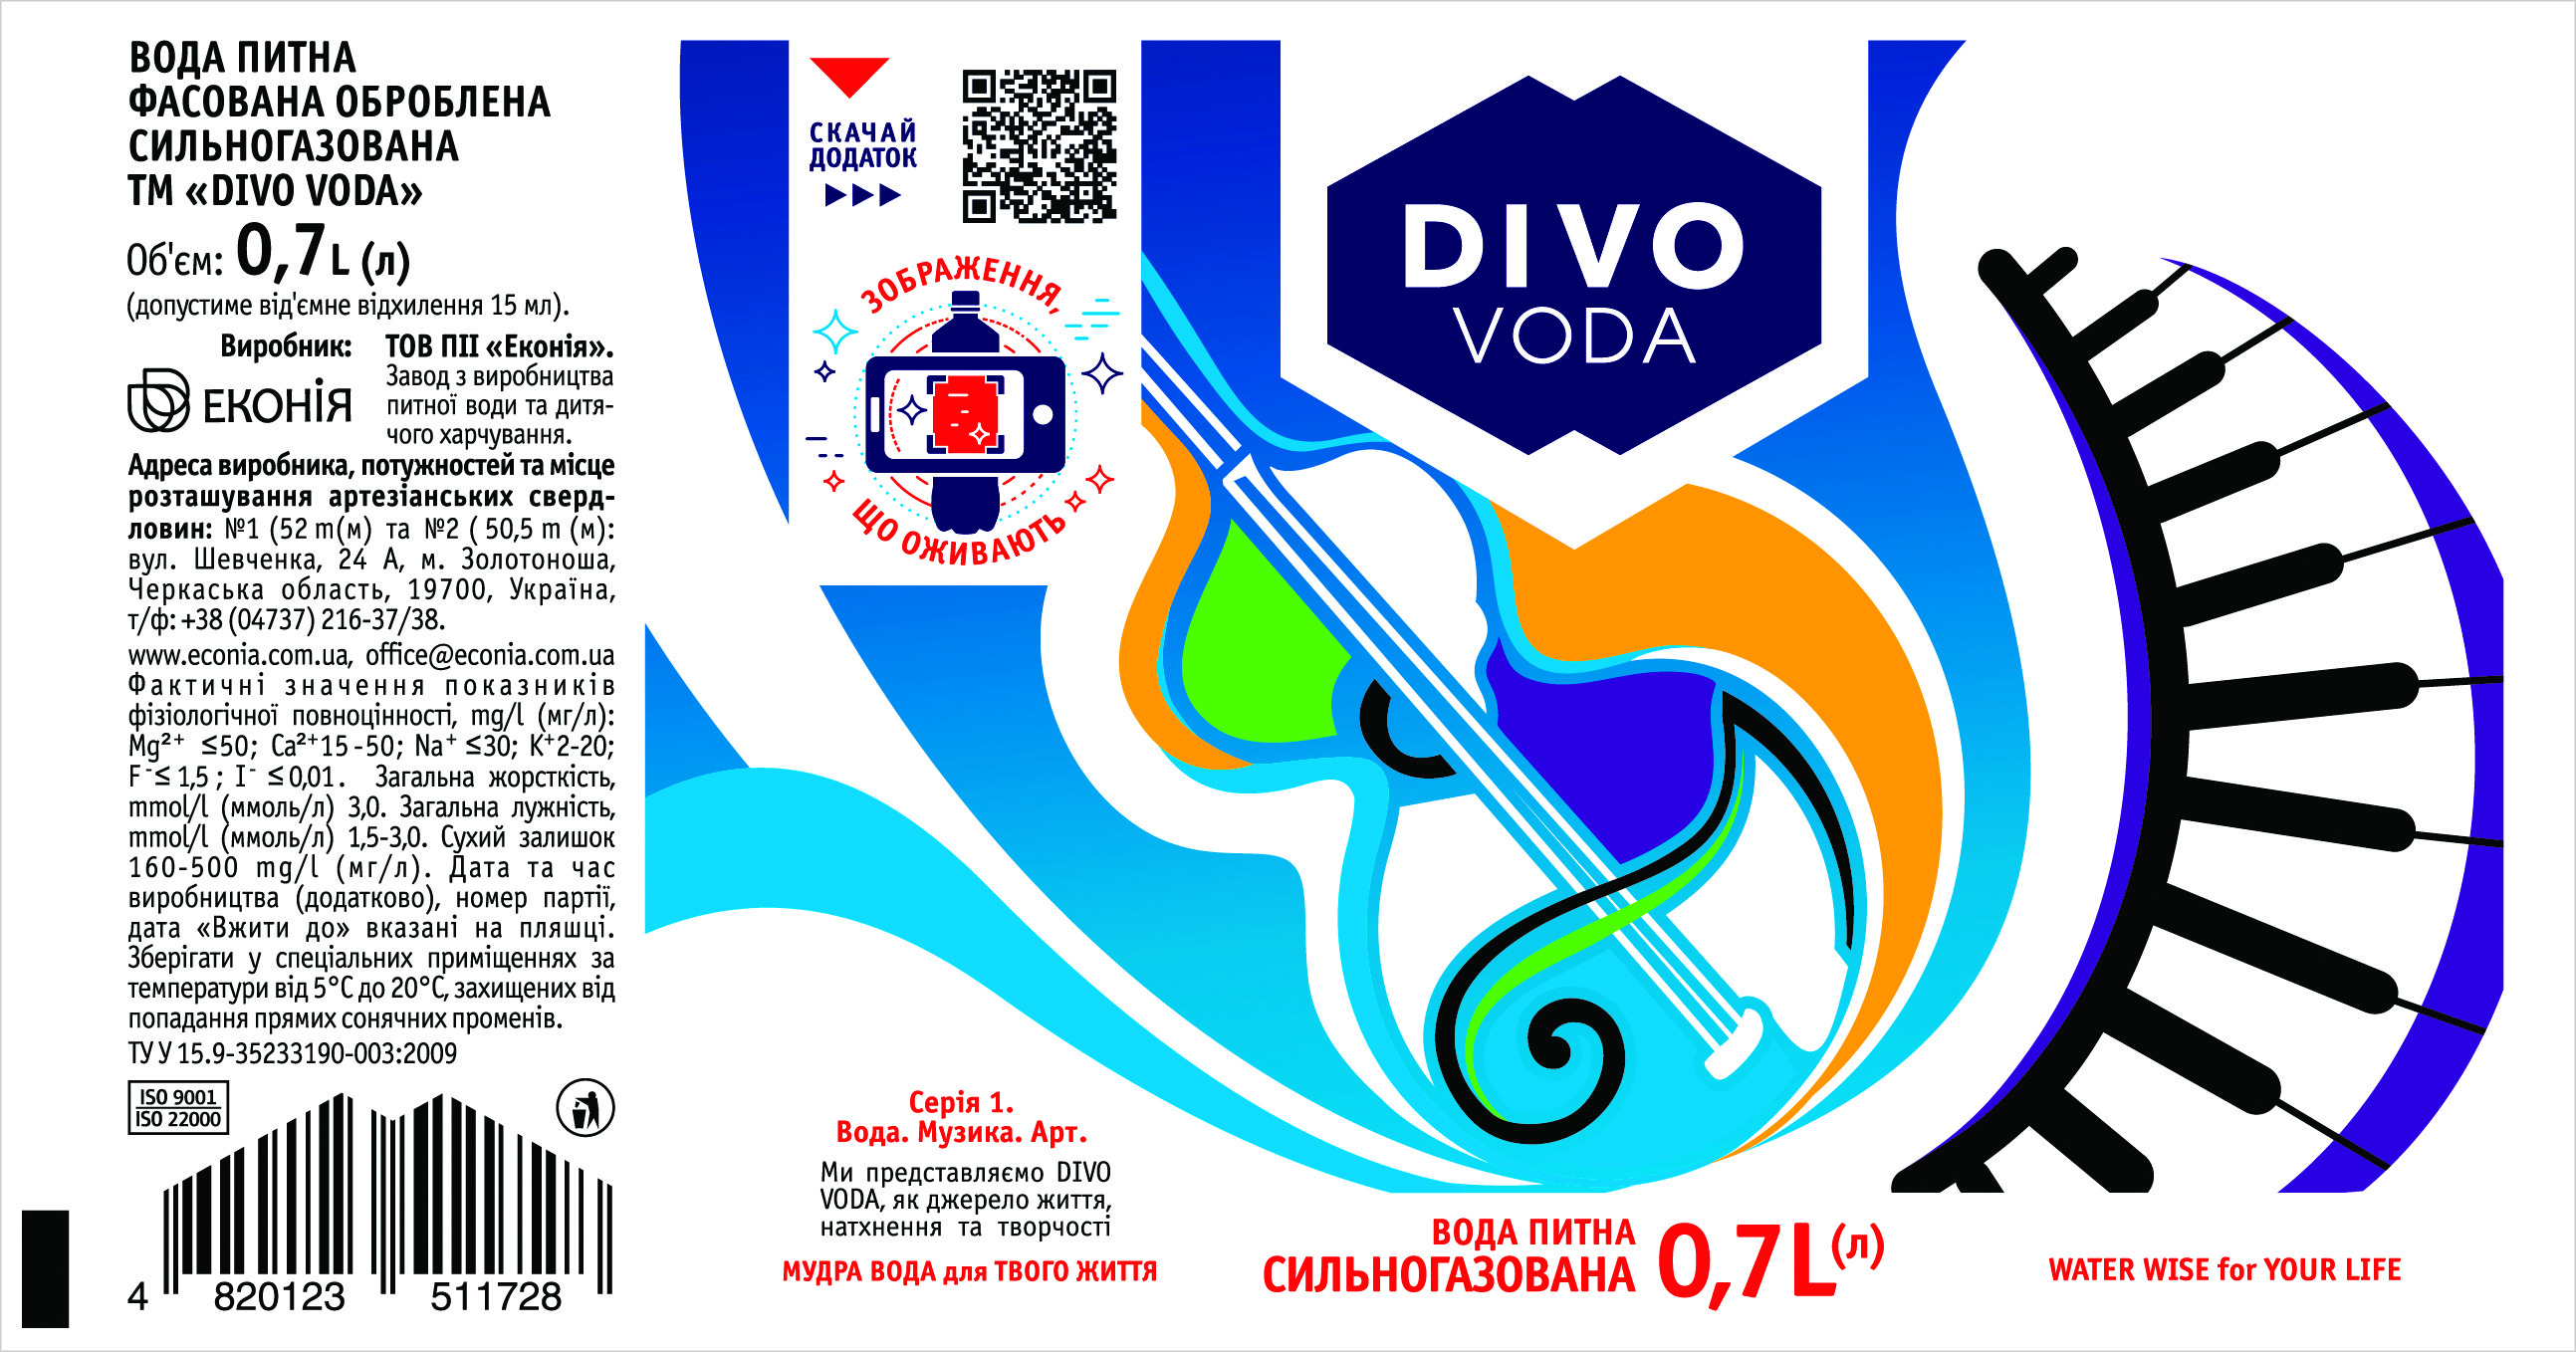 ВОДА ПИТНА
ФАСОВАНА ОБРОБЛЕНА
СИЛЬНОГАЗОВАНА
ТМ «DIVO VODA»
Об'єм: 0,7 L (л)
(допустиме від'ємне відхилення 15 мл).
Виробник: ТОВ ПІІ «Еконія».
ЕКОНІЯ
Завод з виробництва
питної води та дитя-
чого харчування.
Адреса виробника, потужностей та місце
розташування артезіанських сверд-
ловин: №1 (52 m(м) та №2 ( 50,5 m (м):
вул. Шевченка, 24 А, м. Золотоноша,
Черкаська область, 19700, Україна,
т/ф: +38 (04737) 216-37/38.
www.econia.com.ua, office@econia.com.ua
Фактичні значення показників
фізіологічної повноцінності, mg/l (мг/л):
Mg²⁺ ≤50; Ca²⁺15-50; Na⁺ ≤30; K⁺2-20;
F⁻≤ 1,5 ; I⁻ ≤0,01. Загальна жорсткість,
mmol/l (ммоль/л) 3,0. Загальна лужність,
mmol/l (ммоль/л) 1,5-3,0. Сухий залишок
160-500 mg/l (мг/л). Дата та час
виробництва (додатково), номер партії,
дата «Вжити до» вказані на пляшці.
Зберігати у спеціальних приміщеннях за
температури від 5°С до 20°С, захищених від
попадання прямих сонячних променів.
ТУ У 15.9-35233190-003:2009
ISO 9001
ISO 22000
4 820123 511728
СКАЧАЙ
ДОДАТОК
ЗОБРАЖЕННЯ,
ЩО ОЖИВАЮТЬ
Серія 1.
Вода. Музика. Арт.
Ми представляємо DIVO
VODA, як джерело життя,
натхнення та творчості
МУДРА ВОДА для ТВОГО ЖИТТЯ
DIVO
VODA
ВОДА ПИТНА
СИЛЬНОГАЗОВАНА 0,7L (л)
WATER WISE for YOUR LIFE